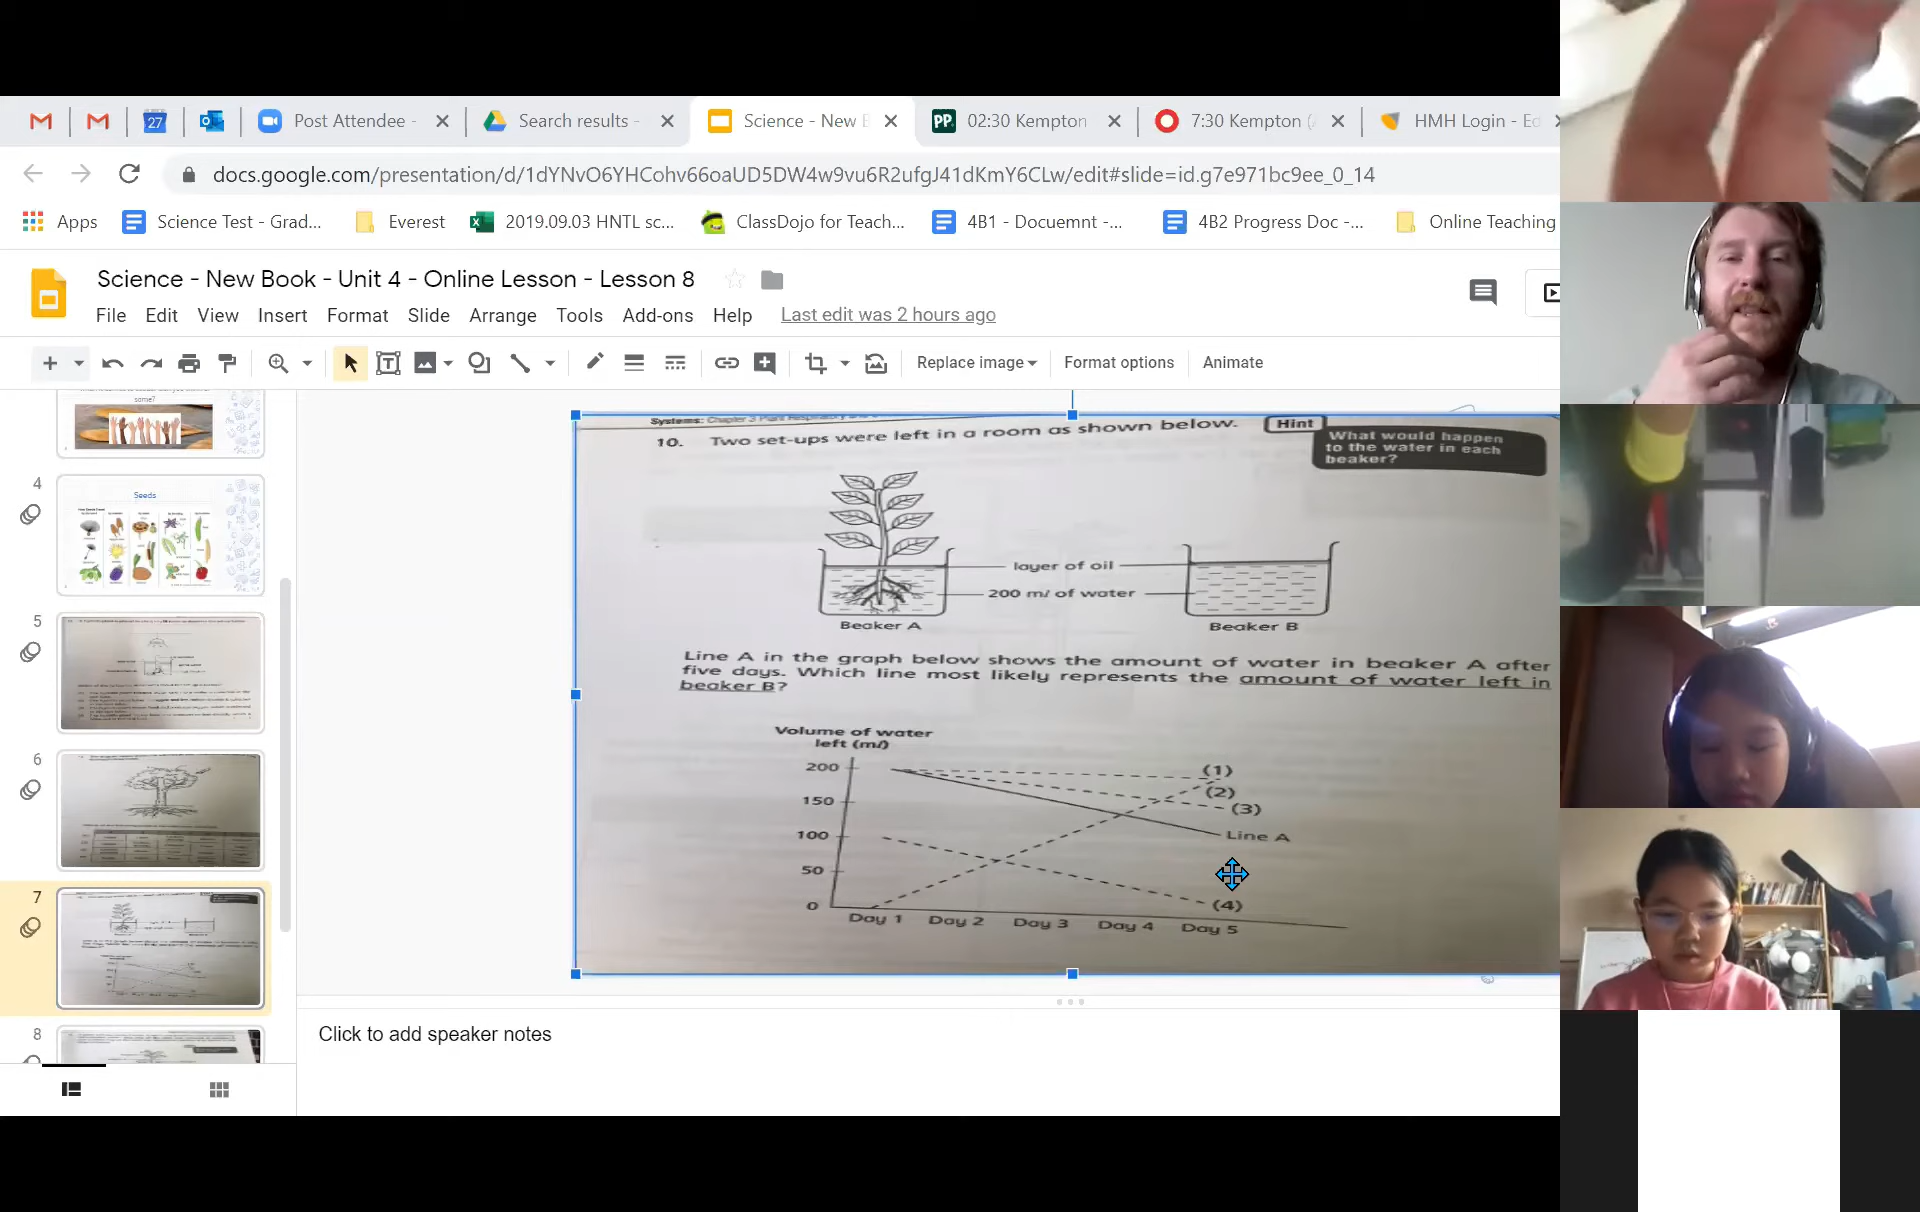 27
Post Attendee -
Search results -
Science - New B
PP
02:30 Kempton
7:30 Kempton (
HMH Login - Ed
docs.google.com/presentation/d/1dYNvO6YHCohv66oaUD5DW4w9vu6R2ufgJ41dKmY6CLw/edit#slide=id.g7e971bc9ee_0_14
Apps
Science Test - Grad...
Everest
2019.09.03 HNTL sc...
ClassDojo for Teach...
4B1 - Docuemnt -...
4B2 Progress Doc -...
Online Teaching
Science - New Book - Unit 4 - Online Lesson - Lesson 8
File Edit View Insert Format Slide Arrange Tools Add-ons Help Last edit was 2 hours ago
Replace image Format options Animate
some?
4
Seeds
5
6
7
8
Systems: Chapter 3 Plant Respiratory
10. Two set-ups were left in a room as shown below.
Hint
What would happen
to the water in each
beaker?
layer of oil
200 ml of water
Beaker A
Beaker B
Line A in the graph below shows the amount of water in beaker A after
five days. Which line most likely represents the amount of water left in
beaker B?
Volume of water
left (ml)
200
150
100
50
0
(1)
(2)
(3)
Line A
(4)
Day 1 Day 2 Day 3 Day 4 Day 5
Click to add speaker notes